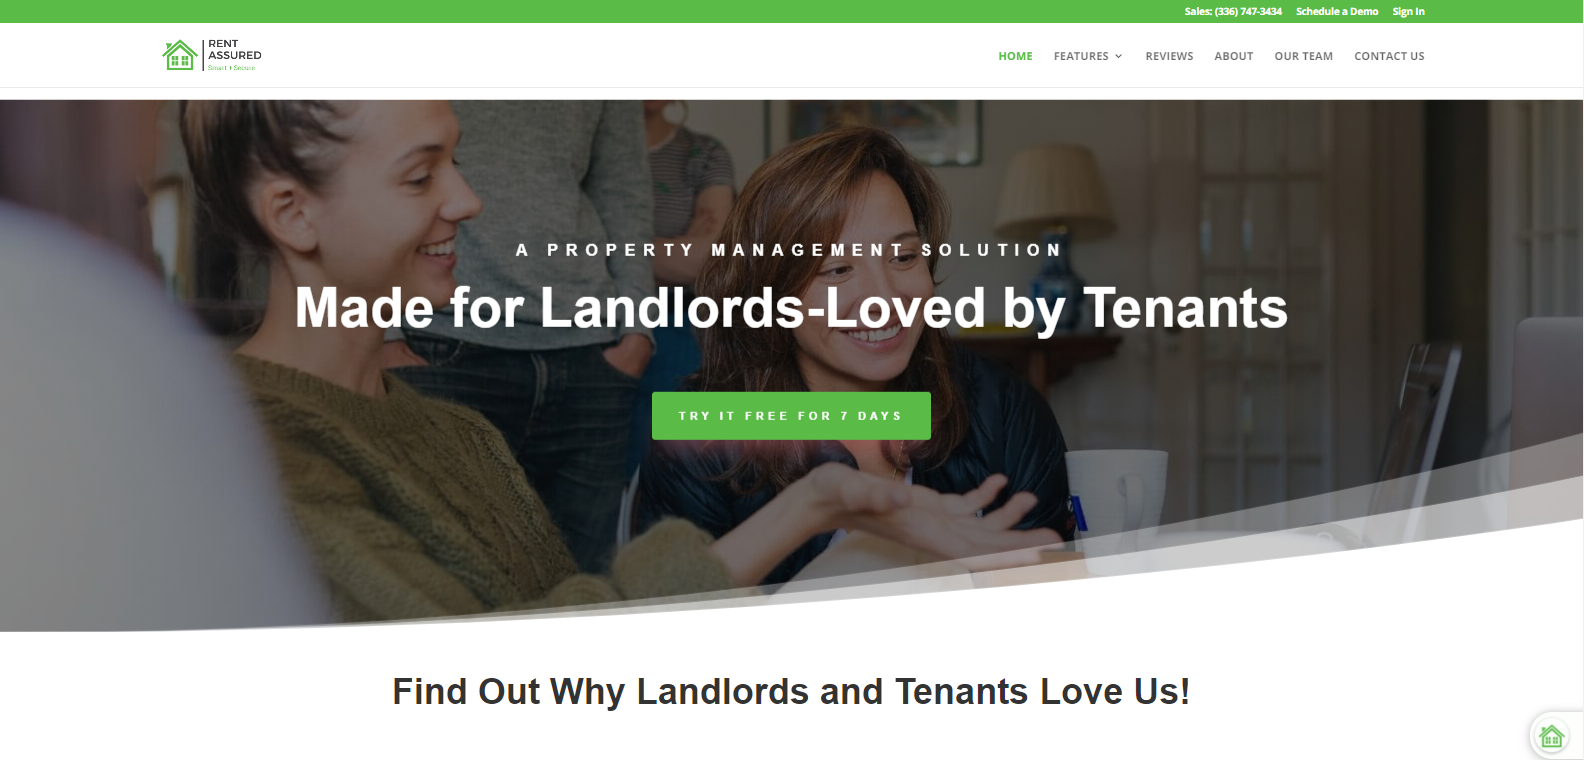 Sales: (336) 747-3434 Schedule a Demo Sign In
RENT
ASSURED
Smart + Secure
HOME FEATURES REVIEWS ABOUT OUR TEAM CONTACT US
A PROPERTY MANAGEMENT SOLUTION
Made for Landlords-Loved by Tenants
TRY IT FREE FOR 7 DAYS
Find Out Why Landlords and Tenants Love Us!